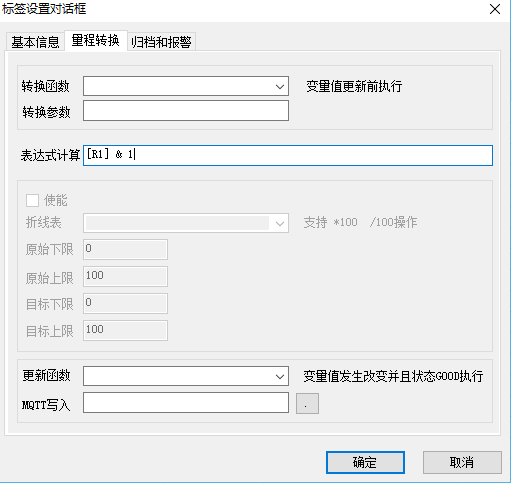 标签设置对话框
基本信息 量程转换 归档和报警
转换函数 变量值更新前执行
转换参数
表达式计算 [R1] & 1
使能
折线表 支持 *100 /100操作
原始下限 0
原始上限 100
目标下限 0
目标上限 100
更新函数 变量值发生改变并且状态GOOD执行
MQTT写入 .
确定 取消